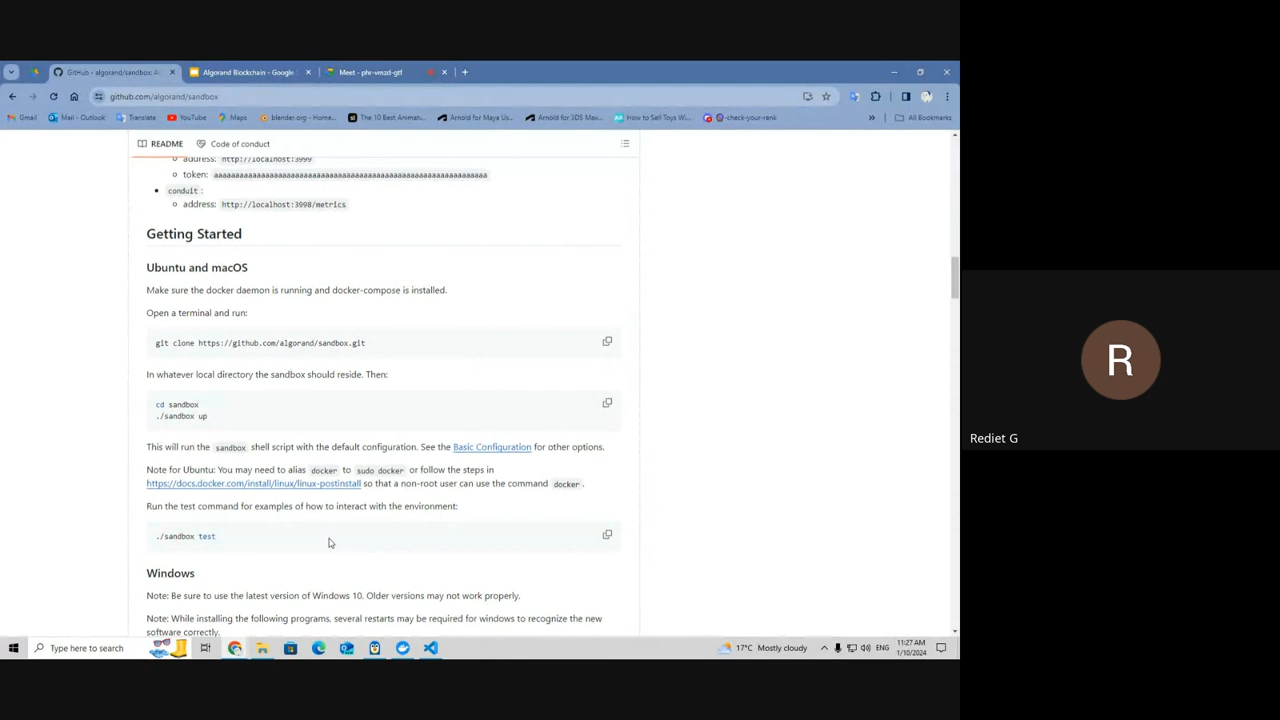 GitHub - algorand/sandbox: Al
Algorand Blockchain - Google
Meet - phr-vmzd-gtf
github.com/algorand/sandbox
Gmail
Mail - Outlook
Translate
YouTube
Maps
blender.org - Home...
The 10 Best Animati...
Arnold for Maya Us...
Arnold for 3DS Max...
How to Sell Toys Wi...
-check-your-rank
»
All Bookmarks
README
Code of conduct
address: http://localhost:3999
token: aaaaaaaaaaaaaaaaaaaaaaaaaaaaaaaaaaaaaaaaaaaaaaaaaaaaaaaaaaaaaaaa
conduit :
address: http://localhost:3998/metrics
Getting Started
Ubuntu and macOS
Make sure the docker daemon is running and docker-compose is installed.
Open a terminal and run:
git clone https://github.com/algorand/sandbox.git
In whatever local directory the sandbox should reside. Then:
cd sandbox
./sandbox up
This will run the sandbox shell script with the default configuration. See the Basic Configuration for other options.
Note for Ubuntu: You may need to alias docker to sudo docker or follow the steps in
https://docs.docker.com/install/linux/linux-postinstall so that a non-root user can use the command docker .
Run the test command for examples of how to interact with the environment:
./sandbox test
Windows
Note: Be sure to use the latest version of Windows 10. Older versions may not work properly.
Note: While installing the following programs, several restarts may be required for windows to recognize the new
software correctly.
Type here to search
17°C Mostly cloudy
ENG
11:27 AM
1/10/2024
R
Rediet G